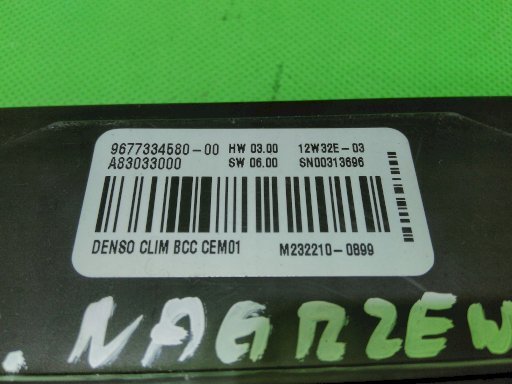 9677334580-00 HW 03.00 12W32E-03
A83033000 SW 06.00 SN00313696
DENSO CLIM BCC CEM01 M232210-0899
. NAGRZEW